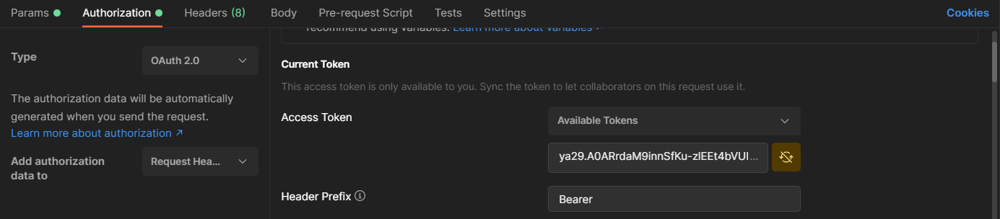 Params Authorization Headers (8) Body Pre-request Script Tests Settings Cookies
recommend using variables. Learn more about variables ↗
Type OAuth 2.0
The authorization data will be automatically
generated when you send the request.
Learn more about authorization ↗
Add authorization
data to
Request Hea...
Current Token
This access token is only available to you. Sync the token to let collaborators on this request use it.
Access Token Available Tokens
ya29.A0ARrdaM9innSfKu-zlEEt4bVUl...
Header Prefix Bearer